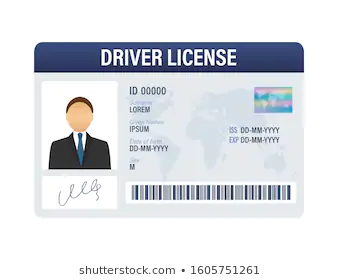 DRIVER LICENSE
ID 00000
Surname
LOREM
Given Names
IPSUM
Date of birth
DD-MM-YYYY
Sex
M
ISS DD-MM-YYYY
EXP DD-MM-YYYY
shutterstock.com · 1605751261